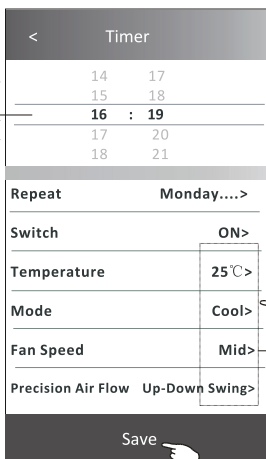 < Timer
14 17
15 18
16 : 19
17 20
18 21
Repeat Monday....>
Switch ON>
Temperature 25℃>
Mode Cool>
Fan Speed Mid>
Precision Air Flow Up-Down Swing>
Save